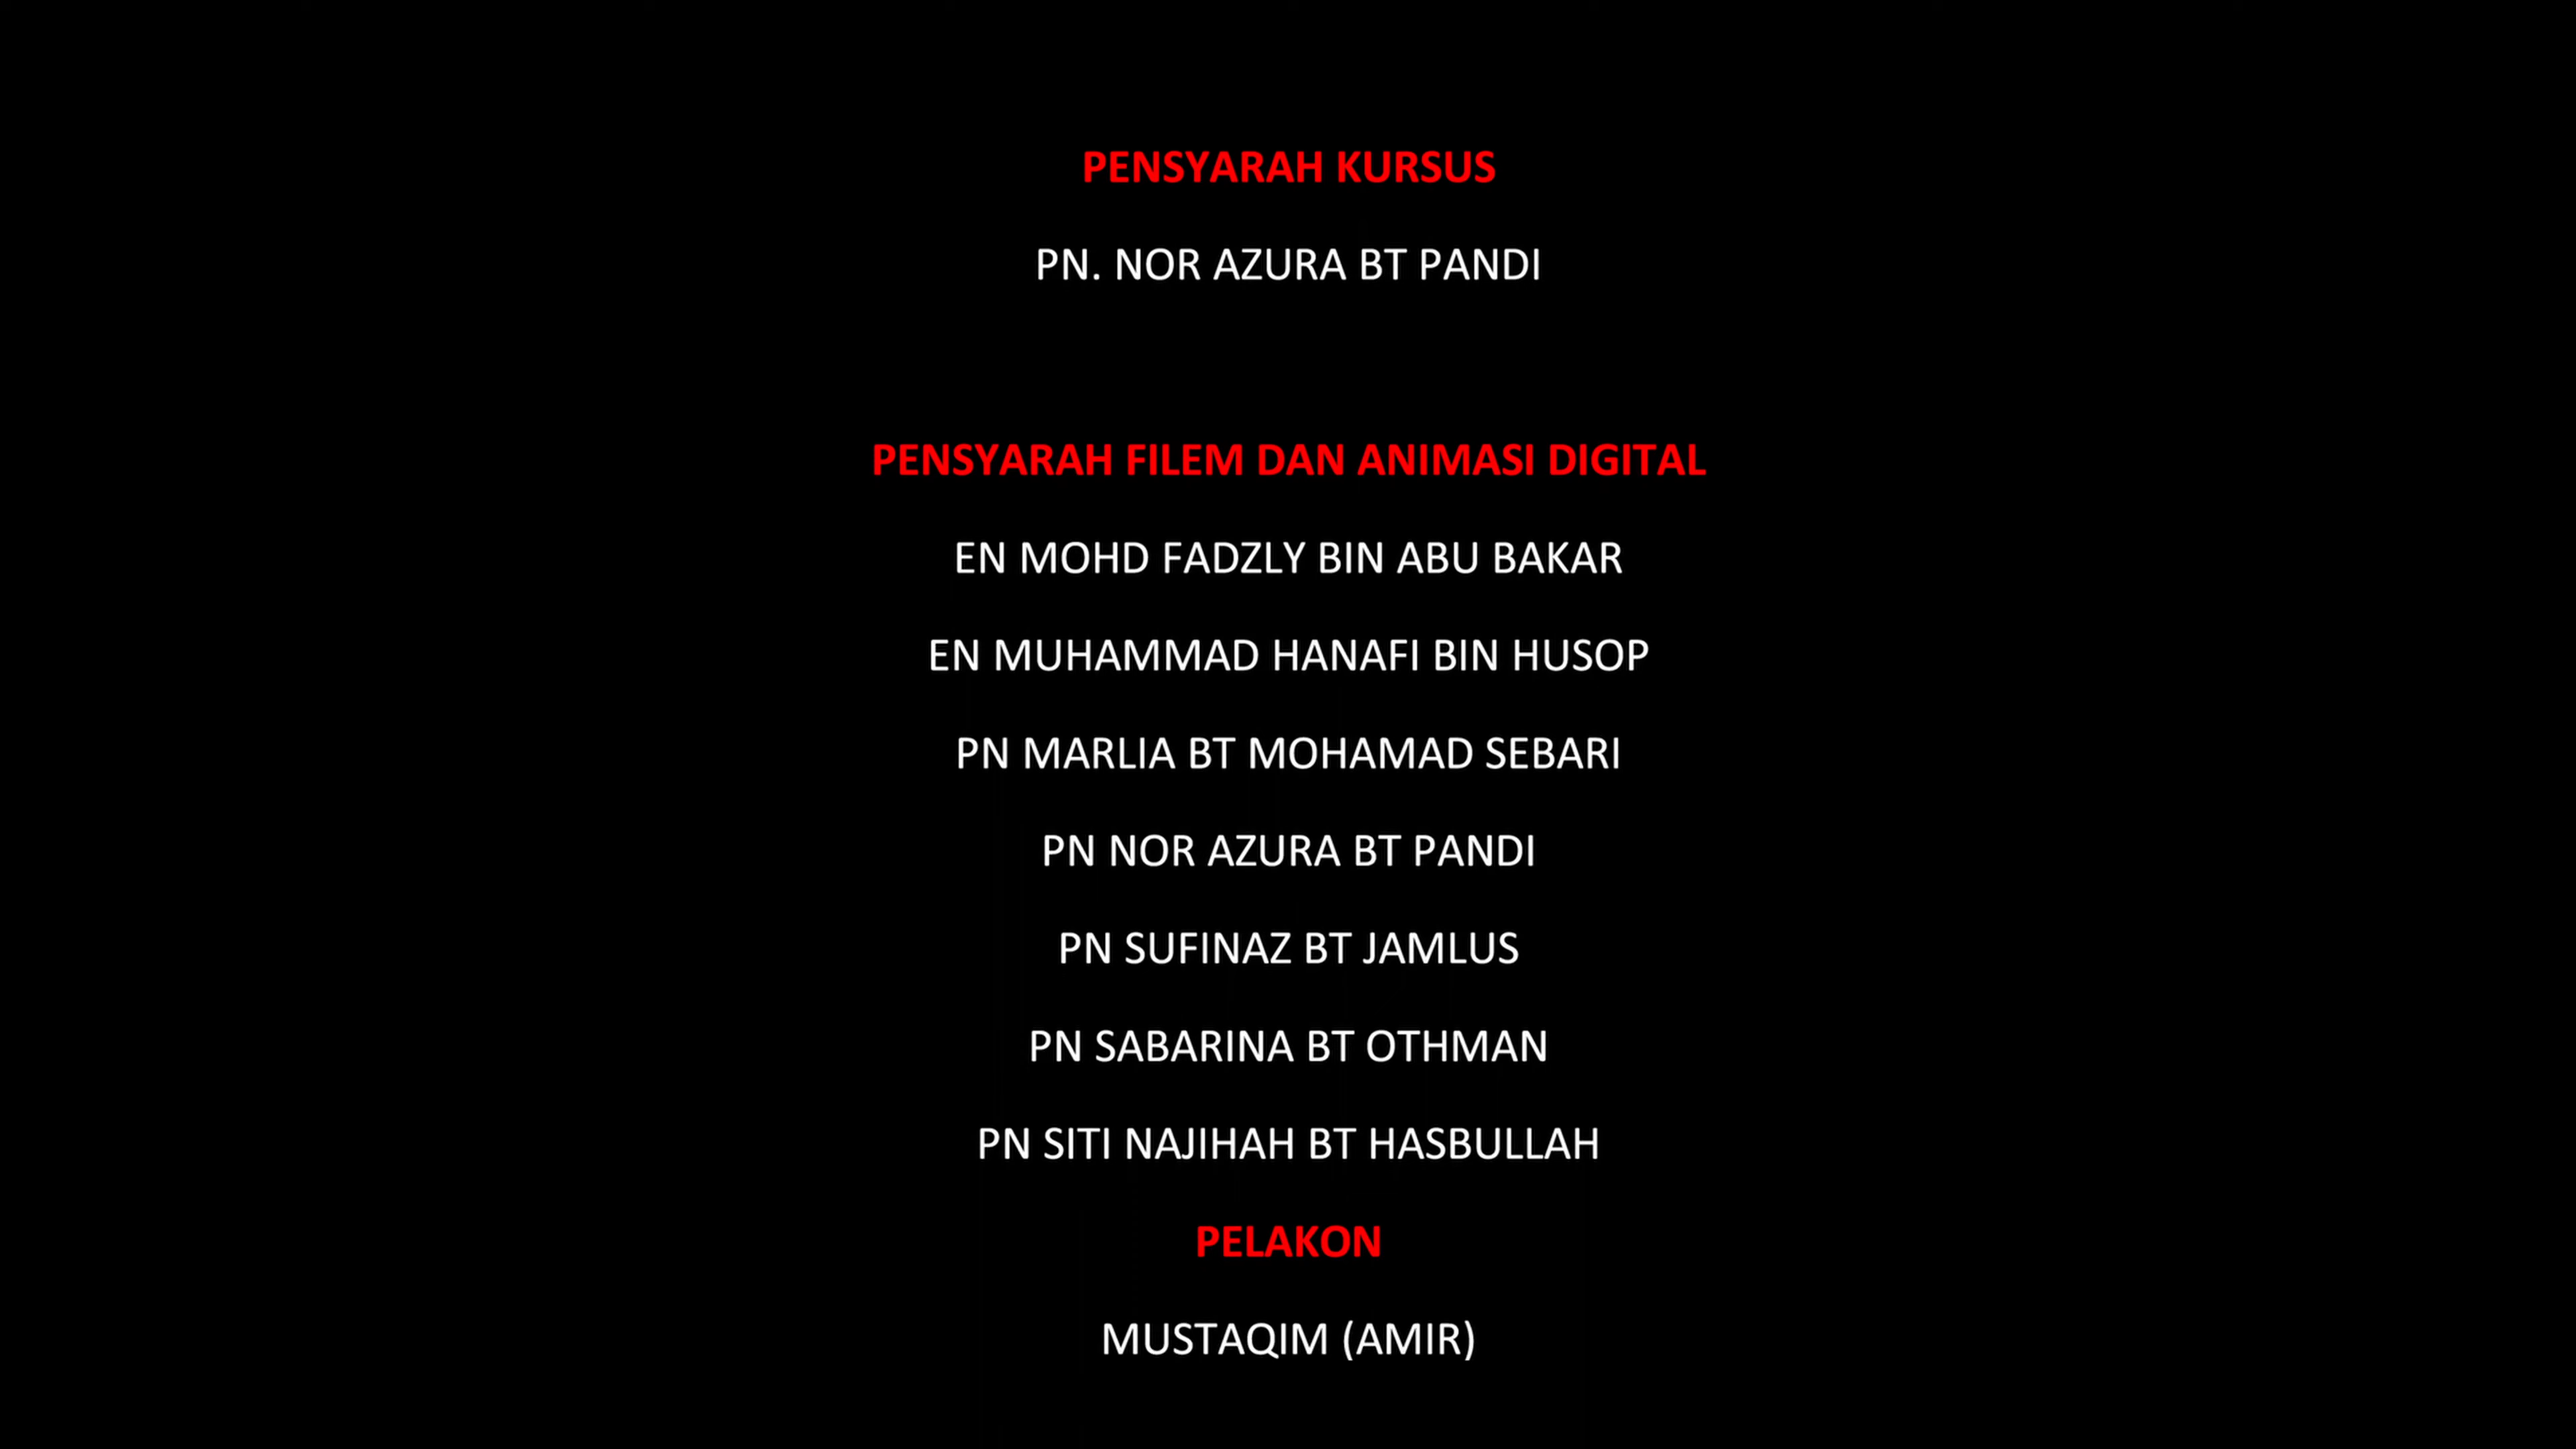 PENSYARAH KURSUS
PN. NOR AZURA BT PANDI
PENSYARAH FILEM DAN ANIMASI DIGITAL
EN MOHD FADZLY BIN ABU BAKAR
EN MUHAMMAD HANAFI BIN HUSOP
PN MARLIA BT MOHAMAD SEBARI
PN NOR AZURA BT PANDI
PN SUFINAZ BT JAMLUS
PN SABARINA BT OTHMAN
PN SITI NAJIHAH BT HASBULLAH
PELAKON
MUSTAQIM (AMIR)